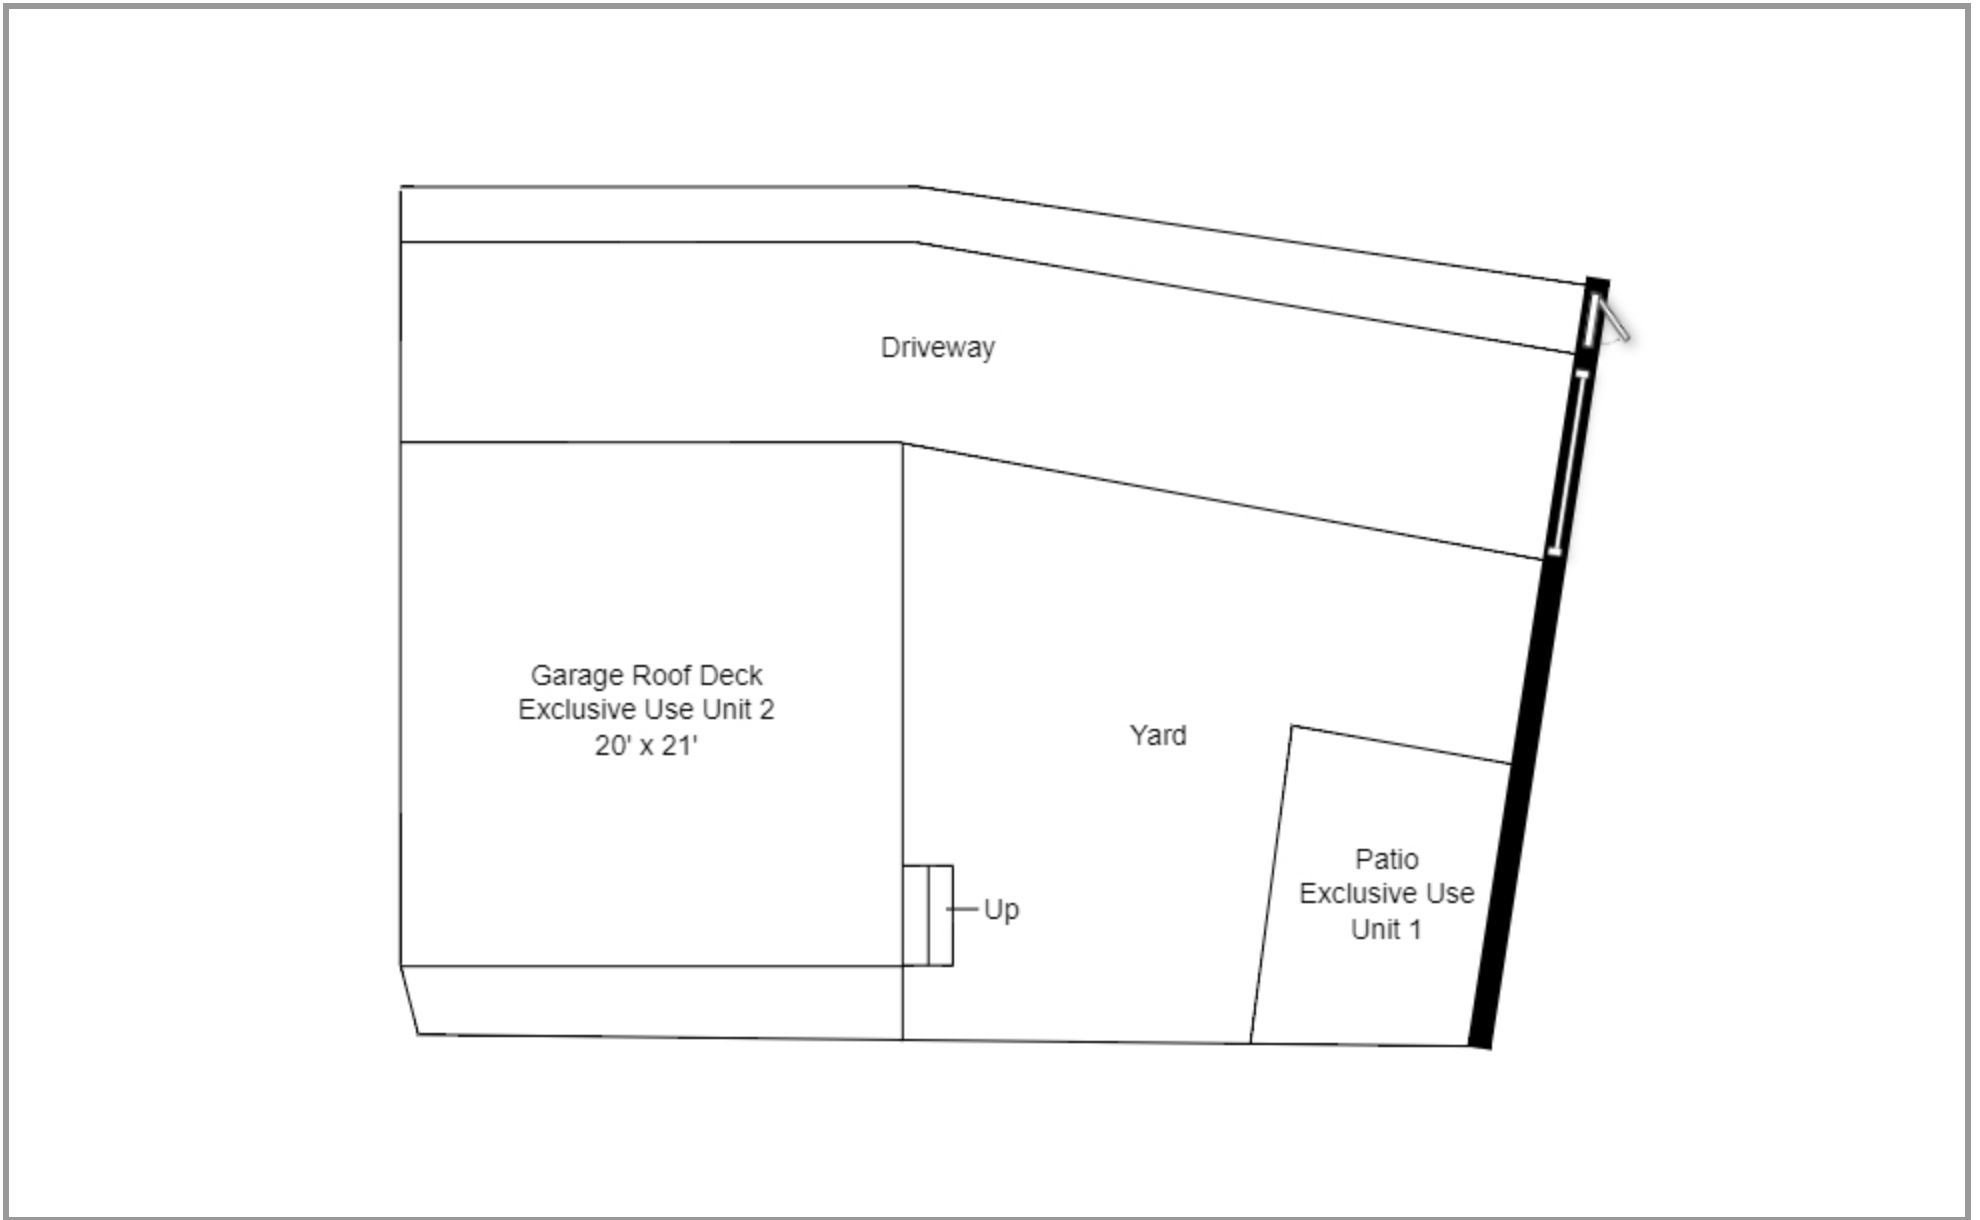 Driveway
Garage Roof Deck
Exclusive Use Unit 2
20' x 21'
Yard
Patio
Exclusive Use
Unit 1
Up